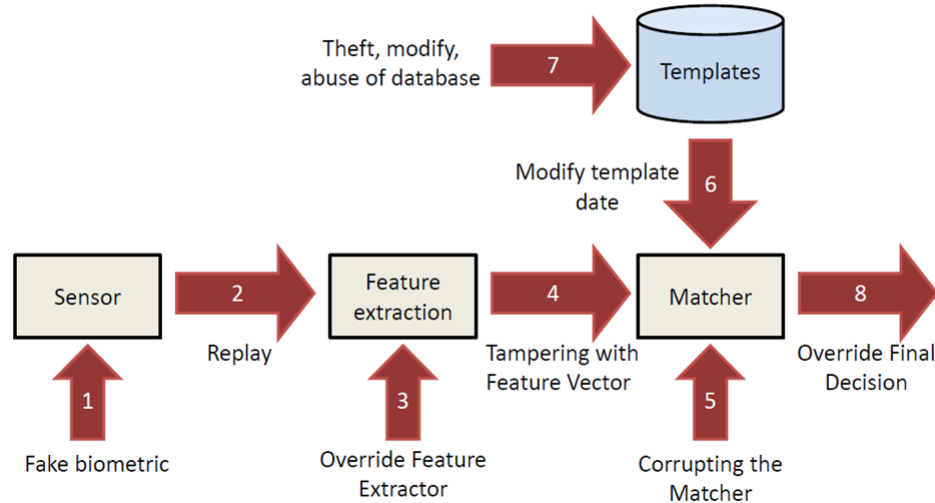 Theft, modify,
abuse of database
7
Templates
Modify template
date
6
Sensor
2
Feature
extraction
4
Matcher
8
Replay
Tampering with
Feature Vector
Override Final
Decision
1
3
5
Fake biometric
Override Feature
Extractor
Corrupting the
Matcher